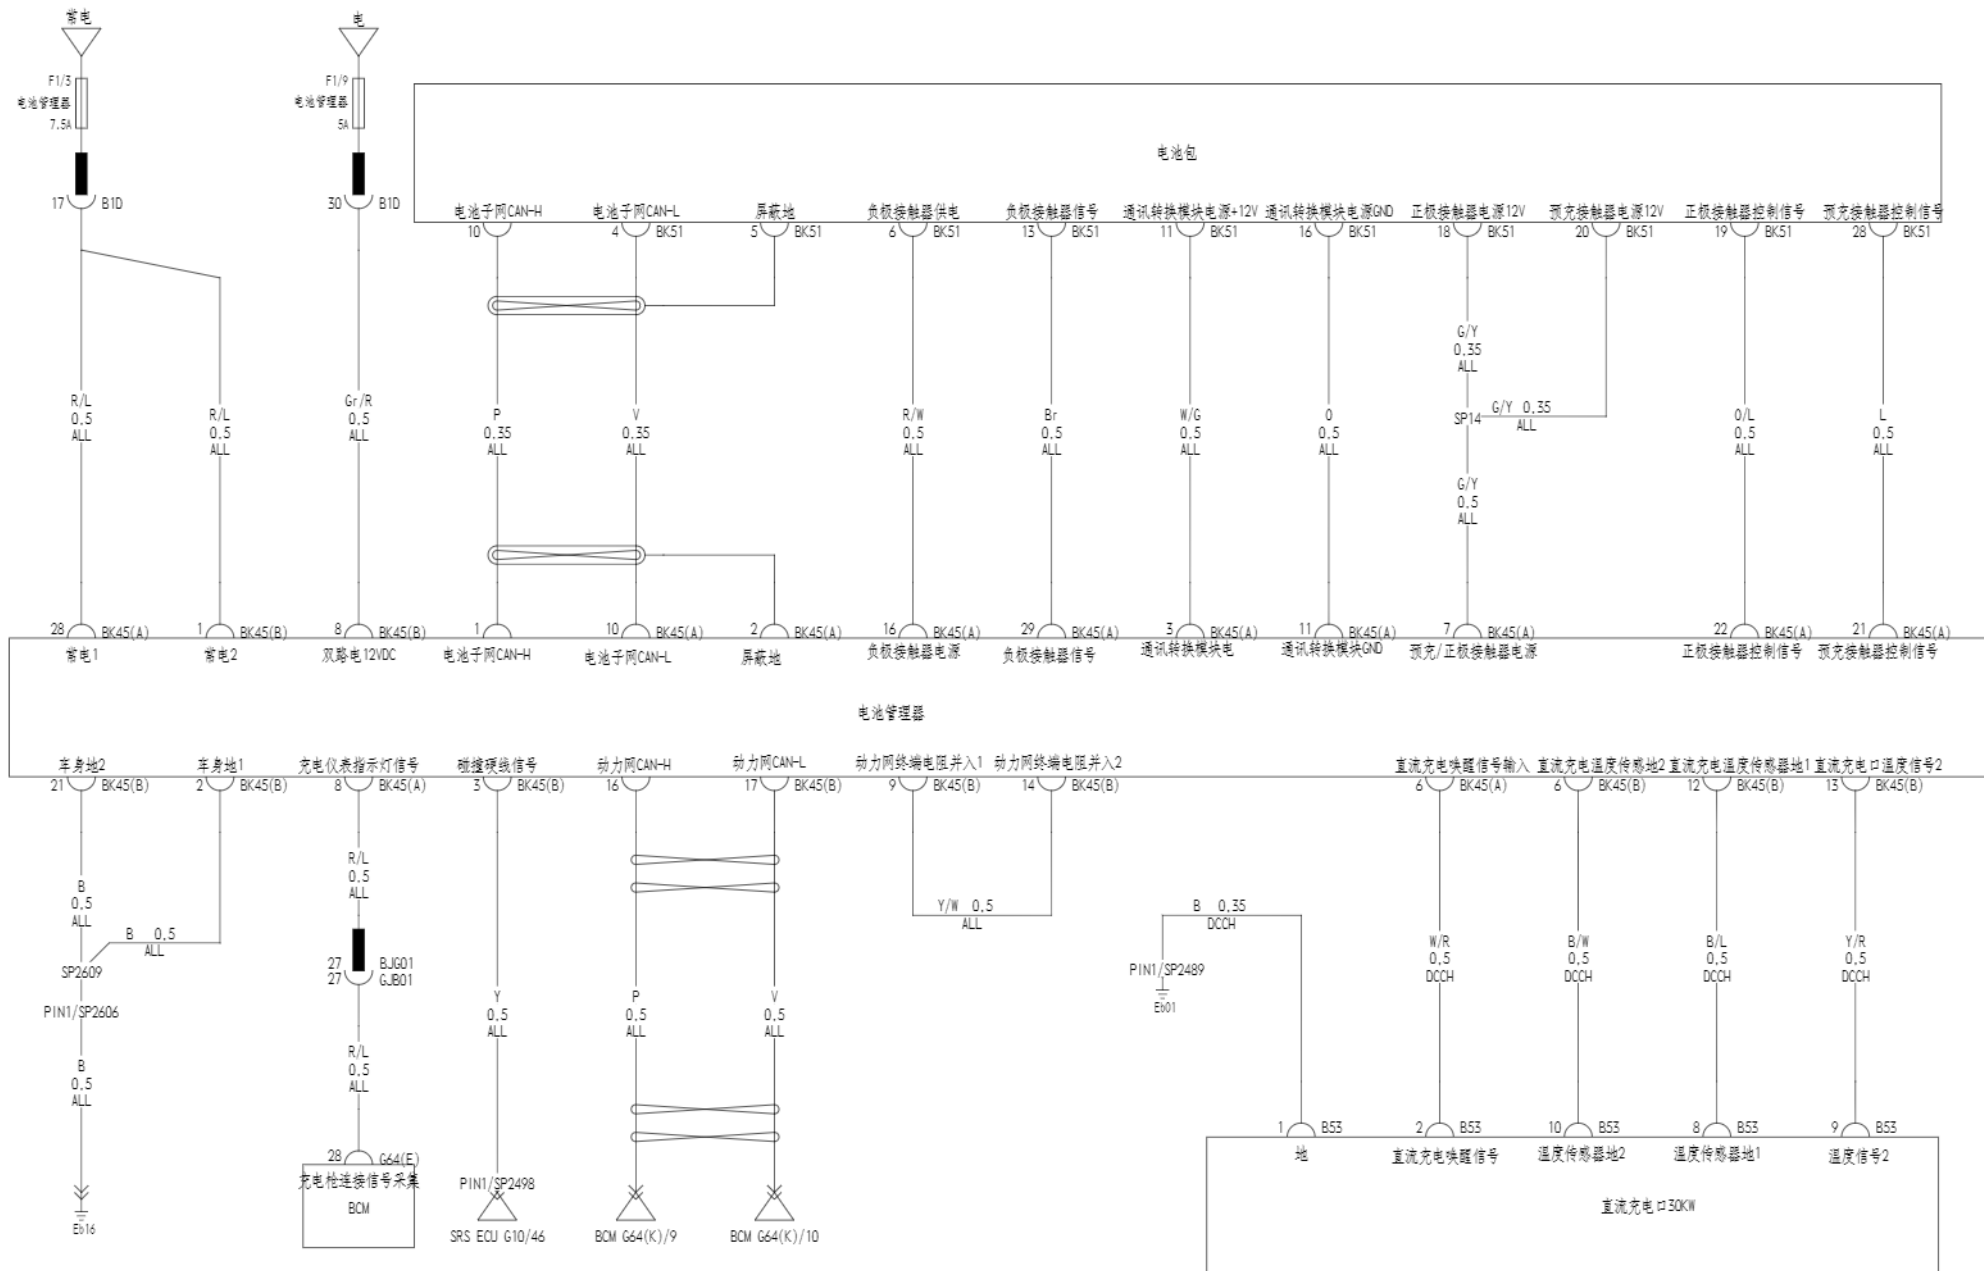 常电
电
F1/3
电池管理器
7.5A
F1/9
电池管理器
5A
17 B1D
30 B1D
电池包
电池子网CAN-H
电池子网CAN-L
屏蔽地
负极接触器供电
负极接触器信号
通讯转换模块电源+12V
通讯转换模块电源GND
正极接触器电源12V
预充接触器电源12V
正极接触器控制信号
预充接触器控制信号
10
4 BK51
5 BK51
6 BK51
13 BK51
11 BK51
16 BK51
18 BK51
20 BK51
19 BK51
28 BK51
G/Y
0.35
ALL
SP14
G/Y 0.35
ALL
G/Y
0.5
ALL
R/L
0.5
ALL
R/L
0.5
ALL
Gr/R
0.5
ALL
P
0.35
ALL
V
0.35
ALL
R/W
0.5
ALL
Br
0.5
ALL
W/G
0.5
ALL
O
0.5
ALL
O/L
0.5
ALL
L
0.5
ALL
28 BK45(A)
1 BK45(B)
8 BK45(B)
1
10 BK45(A)
2 BK45(A)
16 BK45(A)
29 BK45(A)
3 BK45(A)
11 BK45(A)
7 BK45(A)
22 BK45(A)
21 BK45(A)
常电1
常电2
双路电12VDC
电池子网CAN-H
电池子网CAN-L
屏蔽地
负极接触器电源
负极接触器信号
通讯转换模块电
通讯转换模块GND
预充/正极接触器电源
正极接触器控制信号
预充接触器控制信号
电池管理器
车身地2
车身地1
充电仪表指示灯信号
碰撞硬线信号
动力网CAN-H
动力网CAN-L
动力网终端电阻并入1
动力网终端电阻并入2
直流充电唤醒信号输入
直流充电温度传感地2
直流充电温度传感器地1
直流充电口温度信号2
21 BK45(B)
2 BK45(B)
8 BK45(A)
3 BK45(B)
16
17 BK45(B)
9 BK45(B)
14 BK45(B)
6 BK45(A)
6 BK45(B)
12 BK45(B)
13 BK45(B)
B
0.5
ALL
B 0.5
ALL
SP2609
PIN1/SP2606
B
0.5
ALL
Eb16
R/L
0.5
ALL
27 BJG01
27 GJB01
R/L
0.5
ALL
28 G64(E)
充电枪连接信号采集
BCM
Y
0.5
ALL
PIN1/SP2498
SRS ECU G10/46
P
0.5
ALL
BCM G64(K)/9
V
0.5
ALL
BCM G64(K)/10
Y/W 0.5
ALL
B 0.35
DCCH
PIN1/SP2489
Eb01
W/R
0.5
DCCH
B/W
0.5
DCCH
B/L
0.5
DCCH
Y/R
0.5
DCCH
1 B53
2 B53
10 B53
8 B53
9 B53
地
直流充电唤醒信号
温度传感器地2
温度传感器地1
温度信号2
直流充电口30KW